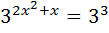 3^{2x^2+x} = 3^3